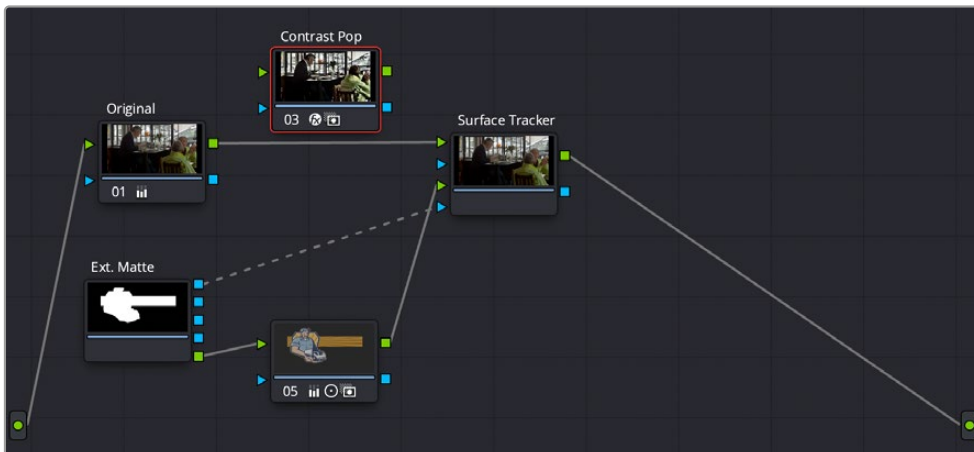 Contrast Pop
03
Original
01
Surface Tracker
Ext. Matte
05